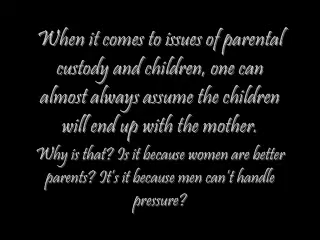 When it comes to issues of parental
custody and children, one can
almost always assume the children
will end up with the mother.
Why is that? Is it because women are better
parents? It's it because men can't handle
pressure?